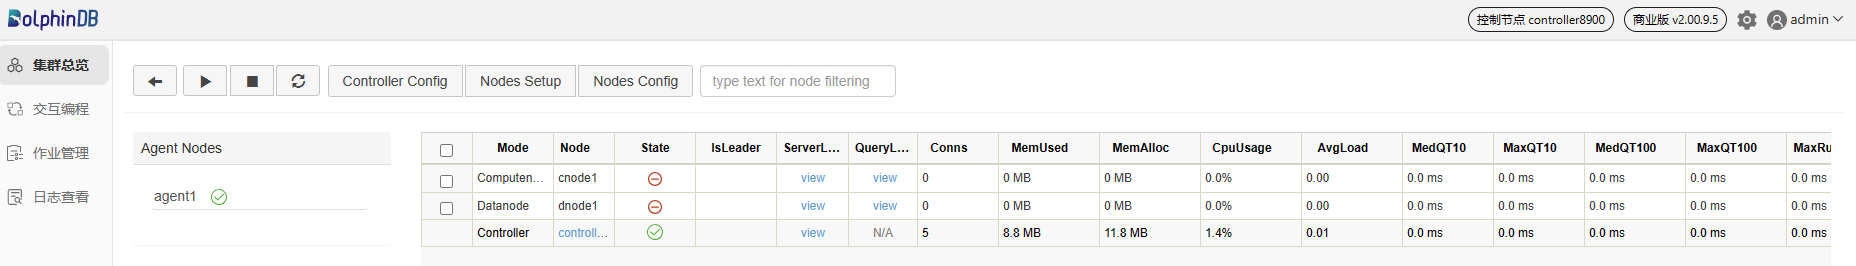 DolphinDB
控制节点 controller8900
商业版 v2.00.9.5
admin
集群总览
交互编程
作业管理
日志查看
Controller Config
Nodes Setup
Nodes Config
type text for node filtering
Agent Nodes
agent1
Mode Node State IsLeader ServerL... QueryL... Conns MemUsed MemAlloc CpuUsage AvgLoad MedQT10 MaxQT10 MedQT100 MaxQT100 MaxRu
Computen... cnode1 view view 0 0 MB 0 MB 0.0% 0.00 0.0 ms 0.0 ms 0.0 ms 0.0 ms 0.0 ms
Datanode dnode1 view view 0 0 MB 0 MB 0.0% 0.00 0.0 ms 0.0 ms 0.0 ms 0.0 ms 0.0 ms
Controller controll... view N/A 5 8.8 MB 11.8 MB 1.4% 0.01 0.0 ms 0.0 ms 0.0 ms 0.0 ms 0.0 ms